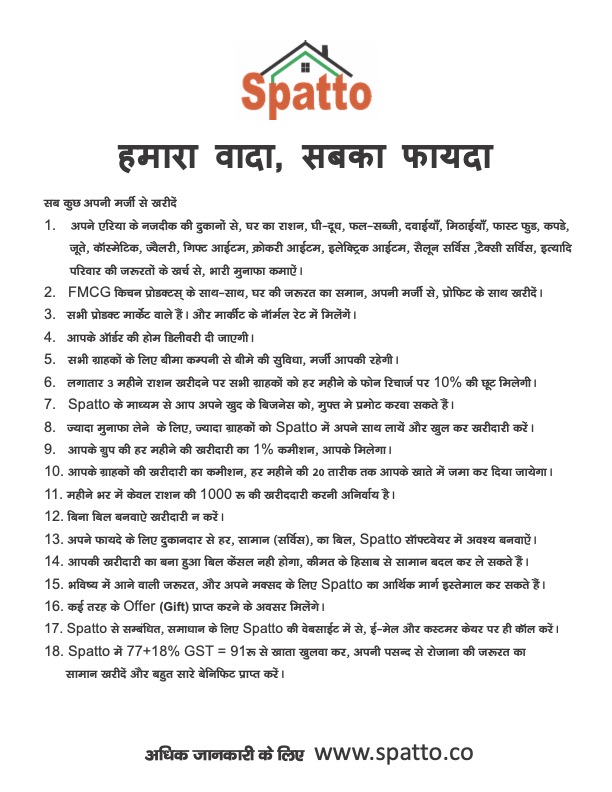 Spatto
हमारा वादा, सबका फायदा
सब कुछ अपनी मर्जी से खरीदें
1. अपने एरिया के नजदीक की दुकानों से, घर का राशन, घी-दूध, फल-सब्जी, दवाईयाँ, मिठाईयाँ, फास्ट फुड, कपडे,
जूते, कॉस्मेटिक, ज्वैलरी, गिफ्ट आईटम, क्रोकरी आईटम, इलेक्ट्रिक आईटम, सैलून सर्विस ,टैक्सी सर्विस, इत्यादि
परिवार की जरूरतों के खर्च से, भारी मुनाफा कमाऐं।
2. FMCG किचन प्रोडक्टस् के साथ-साथ, घर की जरूरत का समान, अपनी मर्जी से, प्रोफिट के साथ खरीदें।
3. सभी प्रोडक्ट मार्केट वाले हैं। और मार्कीट के नॉर्मल रेट में मिलेंगे।
4. आपके ऑर्डर की होम डिलीवरी दी जाएगी।
5. सभी ग्राहकों के लिए बीमा कम्पनी से बीमे की सुविधा, मर्जी आपकी रहेगी।
6. लगातार 3 महीने राशन खरीदने पर सभी ग्राहकों को हर महीने के फोन रिचार्ज पर 10% की छूट मिलेगी।
7. Spatto के माध्यम से आप अपने खुद के बिजनेस को, मुफ्त मे प्रमोट करवा सकते हैं।
8. ज्यादा मुनाफा लेने के लिए, ज्यादा ग्राहकों को Spatto में अपने साथ लायें और खुल कर खरीदारी करें।
9. आपके ग्रुप की हर महीने की खरीदारी का 1% कमीशन, आपके मिलेगा।
10. आपके ग्राहकों की खरीदारी का कमीशन, हर महीने की 20 तारीक तक आपके खाते में जमा कर दिया जायेगा।
11. महीने भर में केवल राशन की 1000 रू की खरीददारी करनी अनिर्वाय है।
12. बिना बिल बनवाऐ खरीदारी न करें।
13. अपने फायदे के लिए दुकानदार से हर, सामान (सर्विस), का बिल, Spatto सॉफ्टवेयर में अवश्य बनवाऐं।
14. आपकी खरीदारी का बना हुआ बिल केंसल नही होगा, कीमत के हिसाब से सामान बदल कर ले सकते हैं।
15. भविष्य में आने वाली जरूरत, और अपने मक्सद के लिए Spatto का आर्थिक मार्ग इस्तेमाल कर सकते हैं।
16. कई तरह के Offer (Gift) प्राप्त करने के अवसर मिलेंगे।
17. Spatto से सम्बंधित, समाधान के लिए Spatto की वेबसाईट में से, ई-मेल और कस्टमर केयर पर ही कॉल करें।
18. Spatto में 77+18% GST = 91रू से खाता खुलवा कर, अपनी पसन्द से रोजाना की जरूरत का
सामान खरीदें और बहुत सारे बेनिफिट प्राप्त करें।
अधिक जानकारी के लिए www.spatto.co